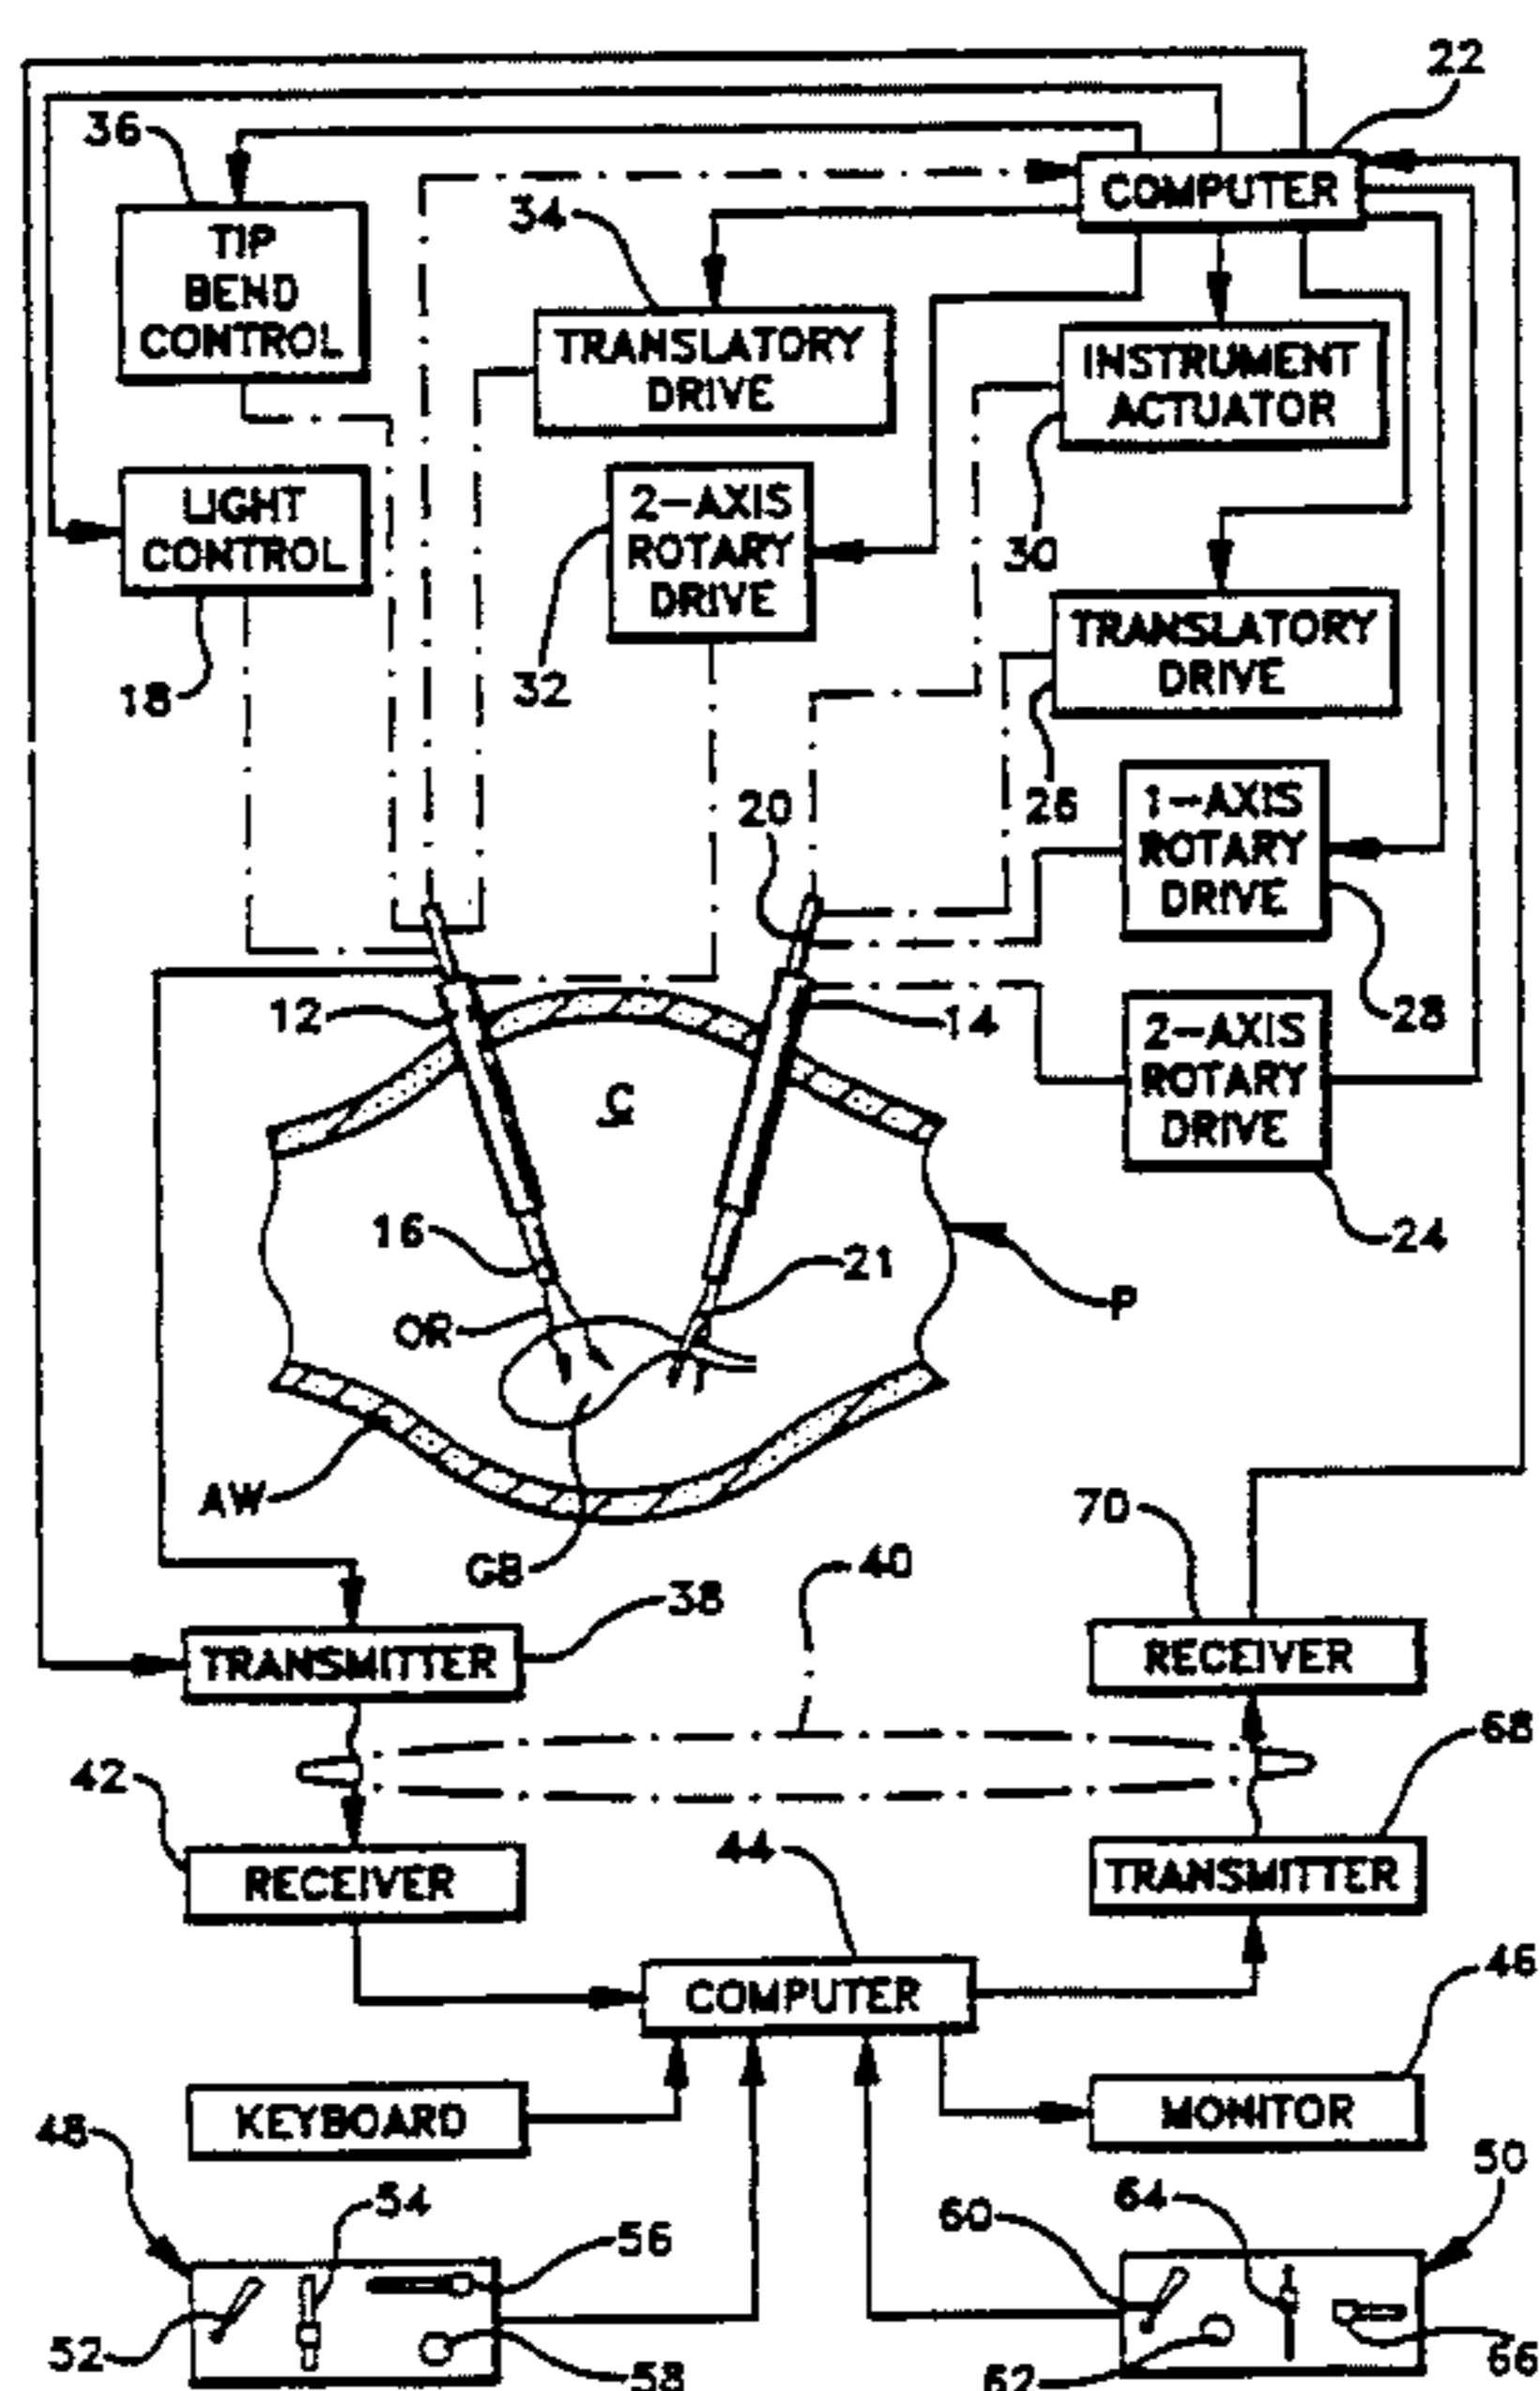 22
36
COMPUTER
34
TIP
BEND
CONTROL
TRANSLATORY
DRIVE
INSTRUMENT
ACTUATOR
LIGHT
CONTROL
2-AXIS
ROTARY
DRIVE
30
18
32
TRANSLATORY
DRIVE
26
20
1-AXIS
ROTARY
DRIVE
12
14
28
2-AXIS
ROTARY
DRIVE
C
16
21
24
OR
P
AW
GB
40
70
38
TRANSMITTER
RECEIVER
42
68
44
RECEIVER
TRANSMITTER
46
COMPUTER
KEYBOARD
MONITOR
48
50
54
56
60
64
52
58
62
66